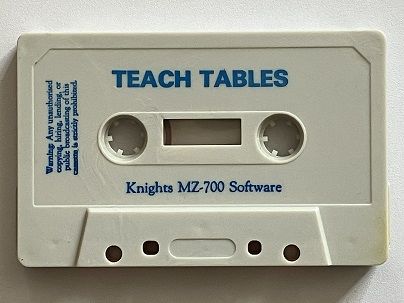 TEACH TABLES
Warning: Any unauthorised
copying, hiring, lending, or
public broadcasting of this
cassette is strictly prohibited.
Knights MZ-700 Software